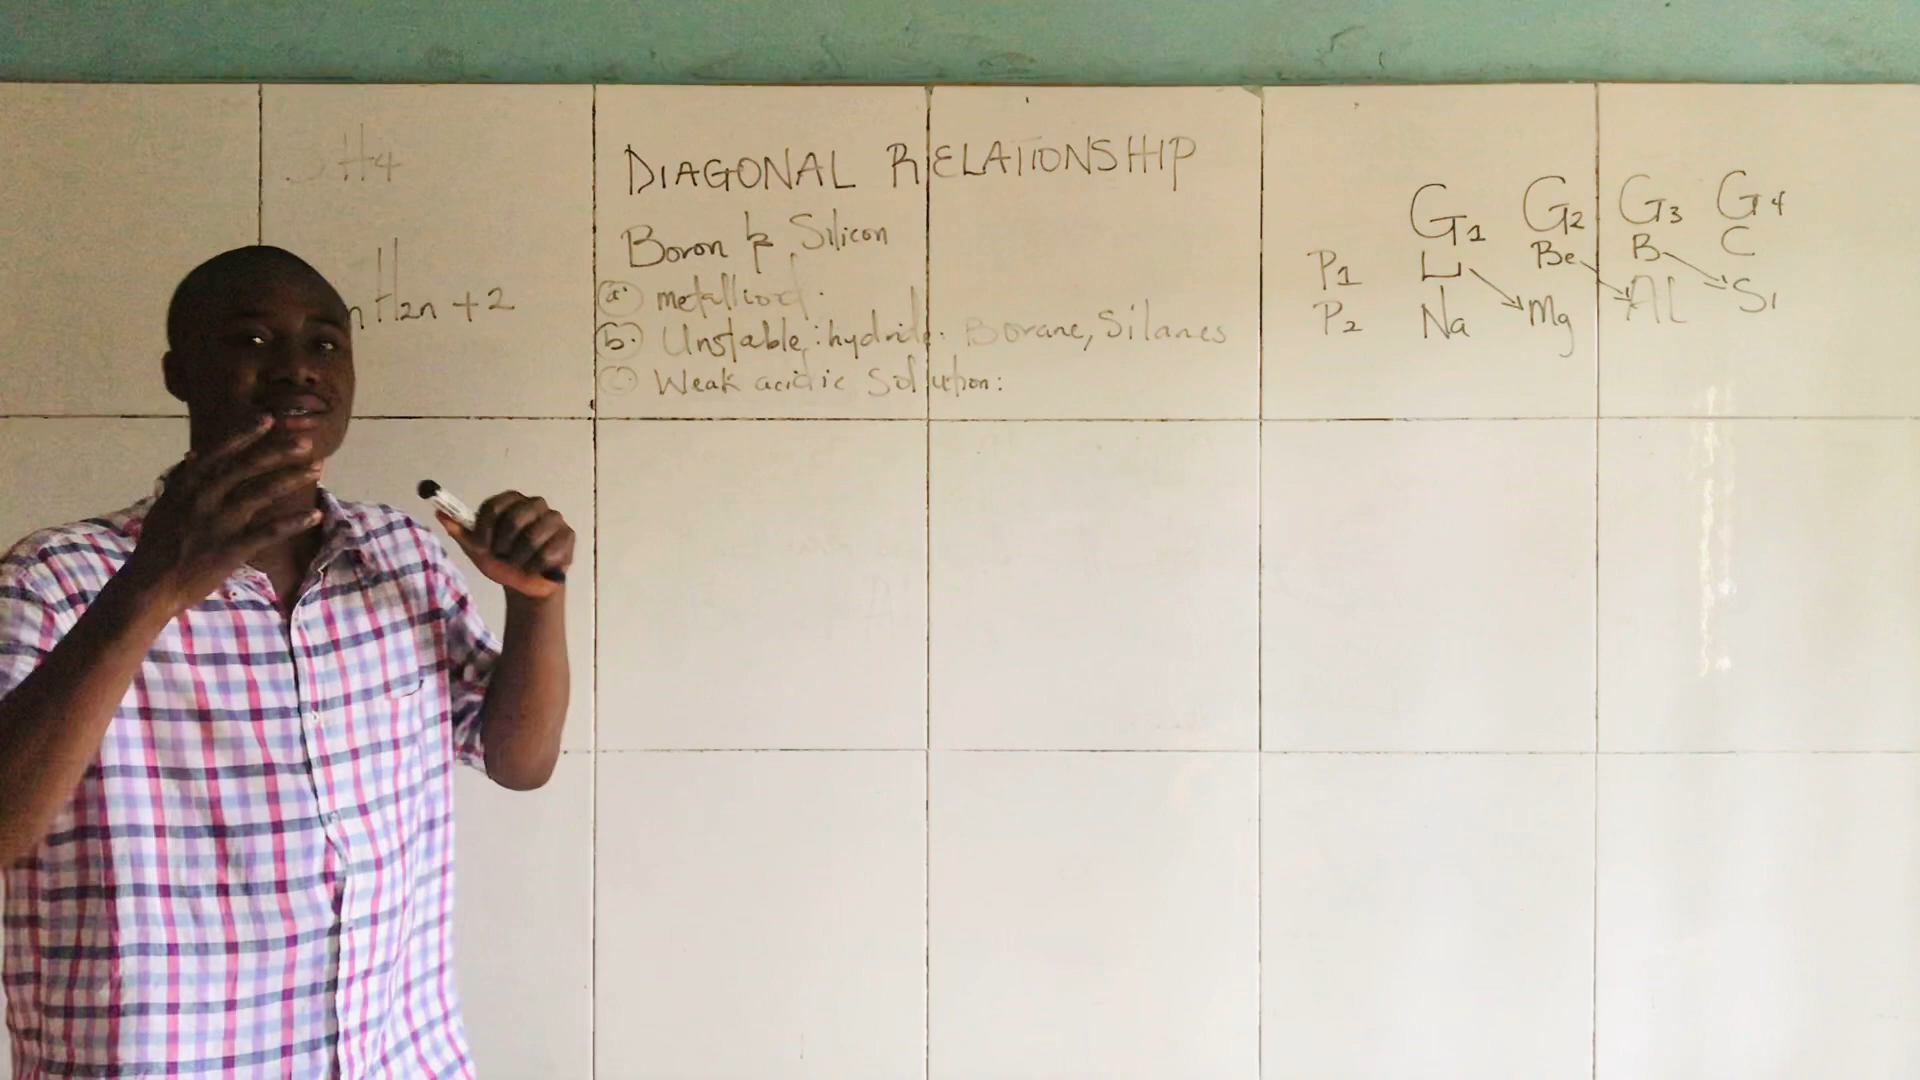 H4
nH2n + 2
DIAGONAL RELATIONSHIP
Boron & Silicon
(a) metalloid.
(b.) Unstable: hydride. Borane, Silanes
(c) Weak acidic Solution:
G1 G2 G3 G4
P1 Li Be B C
P2 Na Mg Al Si